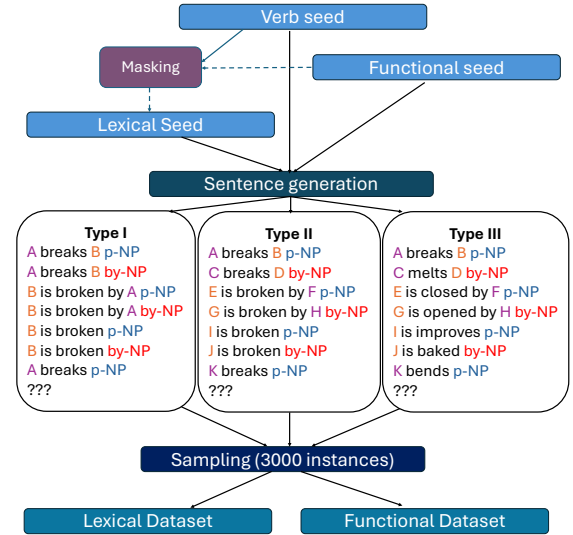 Verb seed
Masking
Functional seed
Lexical Seed
Sentence generation
Type I
A breaks B p-NP
A breaks B by-NP
B is broken by A p-NP
B is broken by A by-NP
B is broken p-NP
B is broken by-NP
A breaks p-NP
???
Type II
A breaks B p-NP
C breaks D by-NP
E is broken by F p-NP
G is broken by H by-NP
I is broken p-NP
J is broken by-NP
K breaks p-NP
???
Type III
A breaks B p-NP
C melts D by-NP
E is closed by F p-NP
G is opened by H by-NP
I is improves p-NP
J is baked by-NP
K bends p-NP
???
Sampling (3000 instances)
Lexical Dataset
Functional Dataset